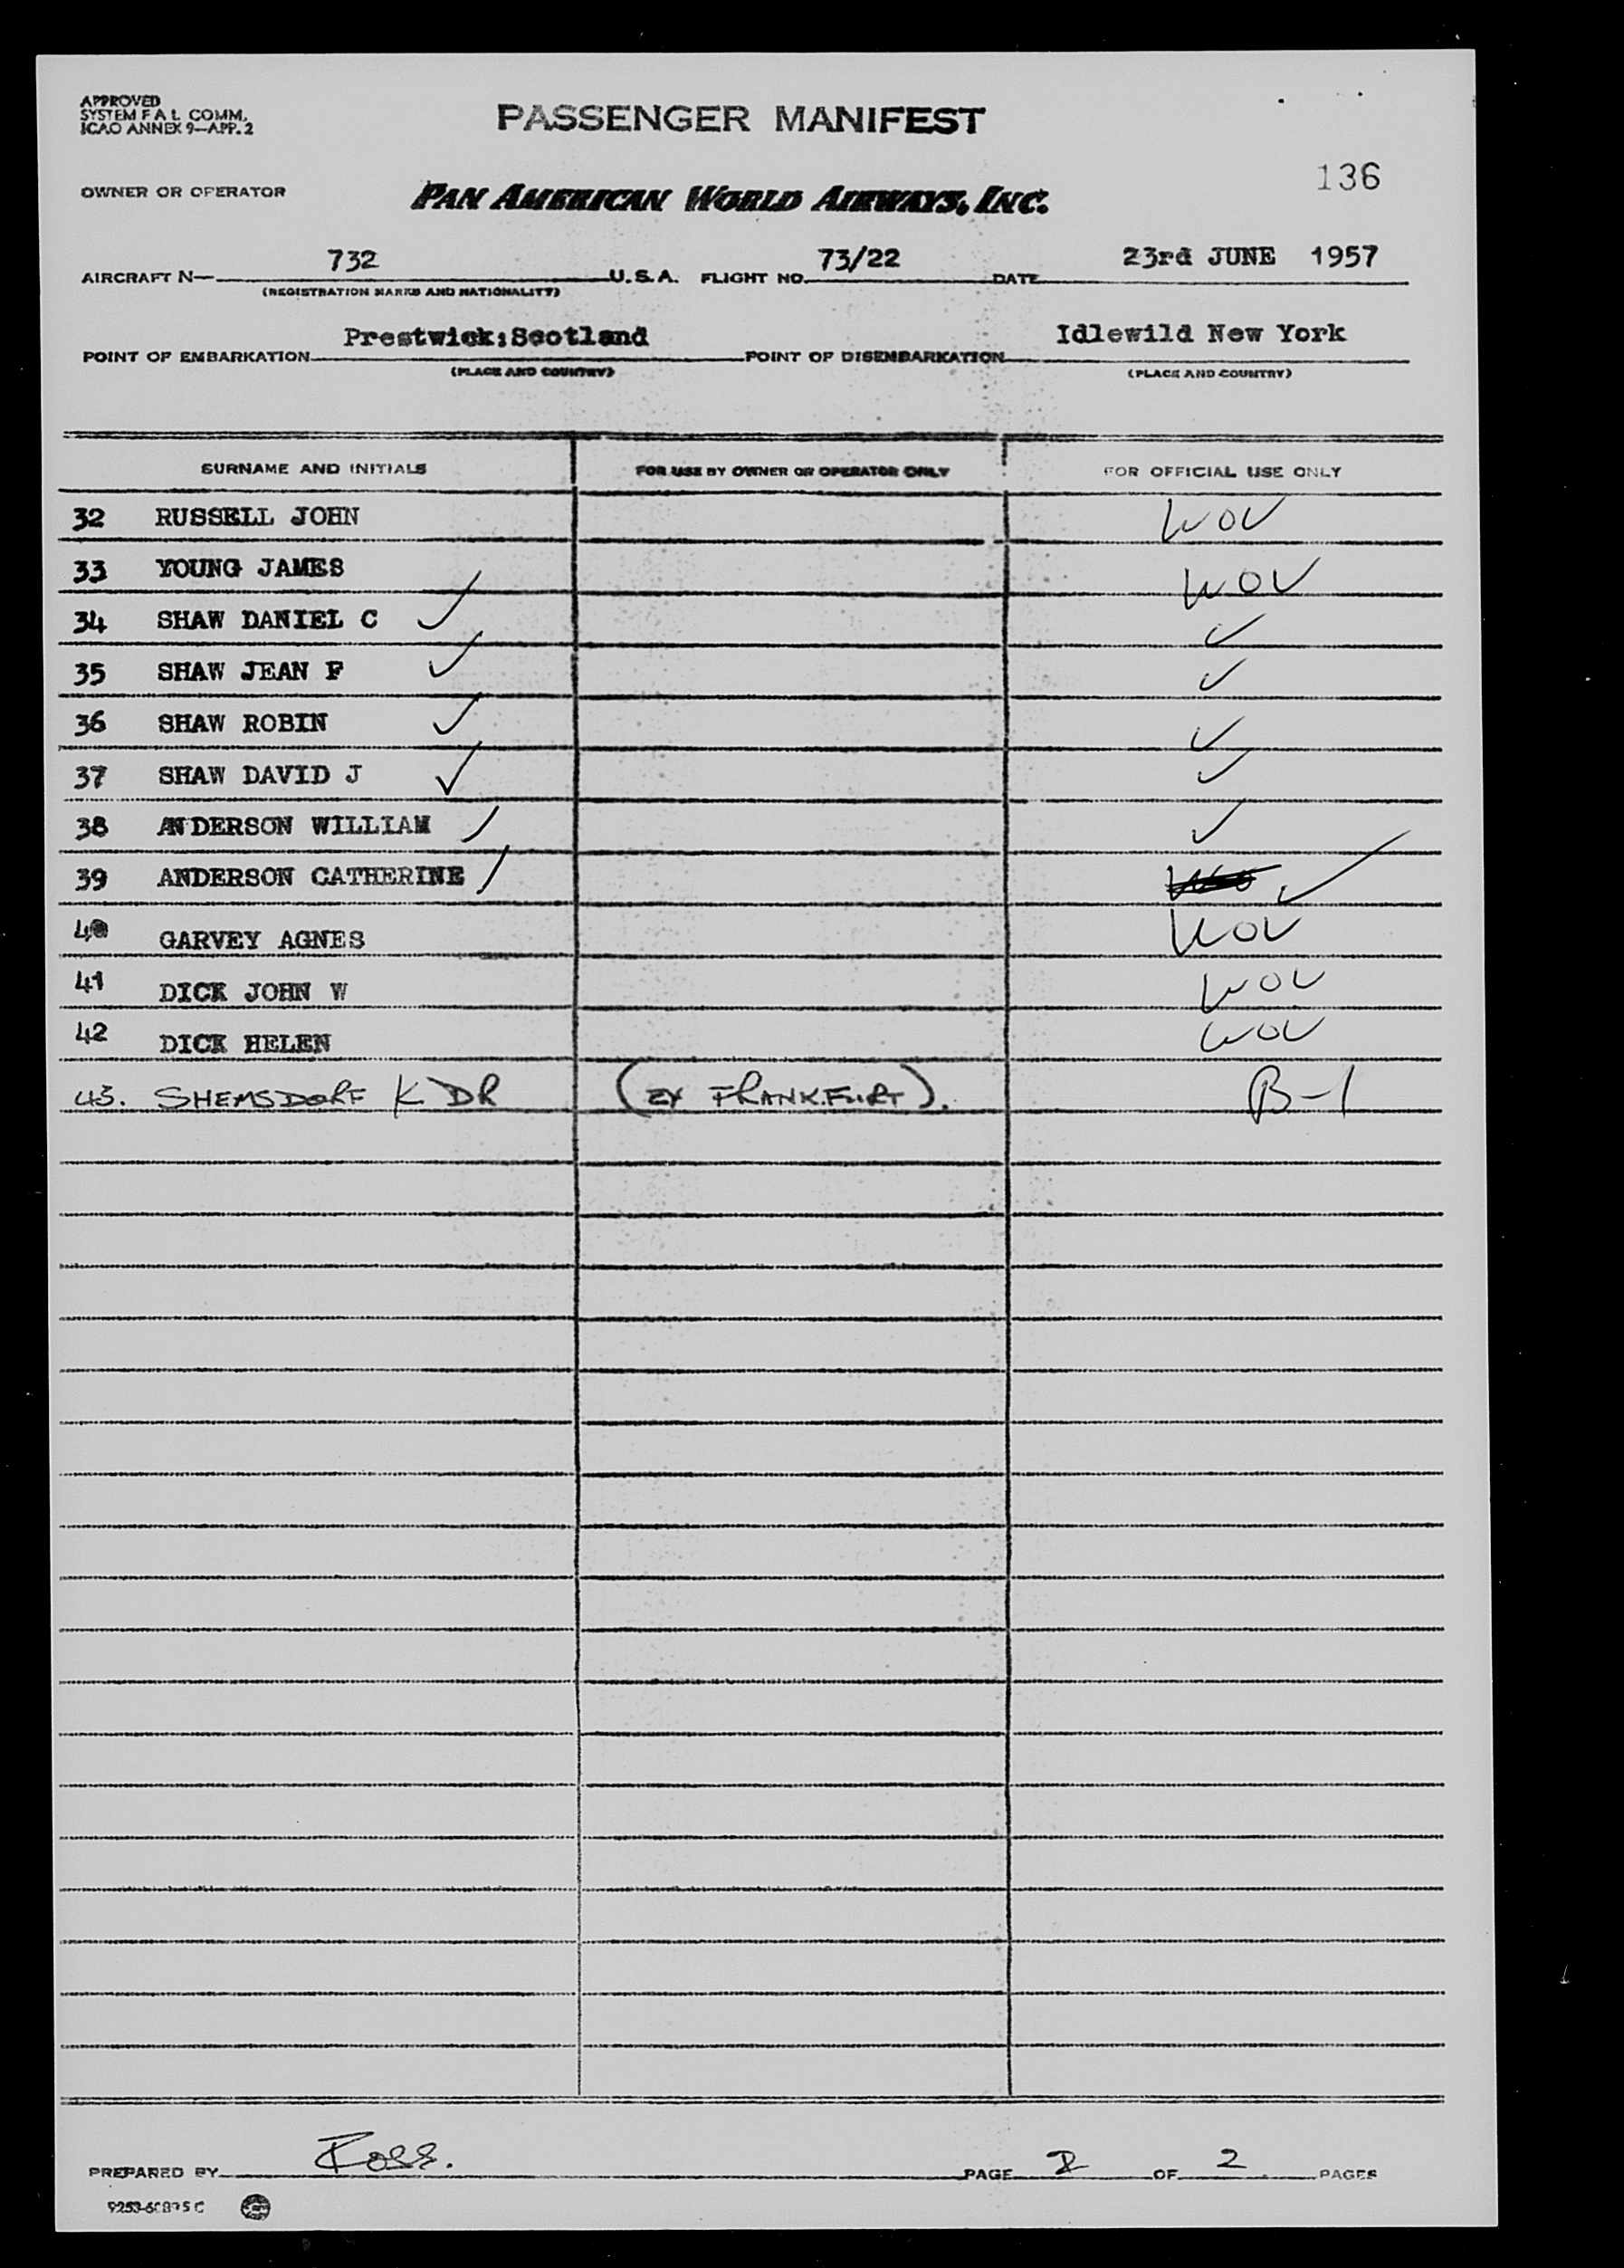 APPROVED
SYSTEM F A L COMM.
ICAO ANNEX 9—APP. 2
PASSENGER MANIFEST
136
OWNER OR OPERATOR PAN AMERICAN WORLD AIRWAYS, INC.
AIRCRAFT N— 732 U.S.A. FLIGHT NO. 73/22 DATE 23rd JUNE 1957
(REGISTRATION MARKS AND NATIONALITY)
POINT OF EMBARKATION Prestwick:Scotland POINT OF DISEMBARKATION Idlewild New York
(PLACE AND COUNTRY) (PLACE AND COUNTRY)
SURNAME AND INITIALS FOR USE BY OWNER OR OPERATOR ONLY FOR OFFICIAL USE ONLY
32 RUSSELL JOHN WOV
33 YOUNG JAMES WOV
34 SHAW DANIEL C ✓ ✓
35 SHAW JEAN F ✓ ✓
36 SHAW ROBIN ✓ ✓
37 SHAW DAVID J ✓ ✓
38 ANDERSON WILLIAM / ✓
39 ANDERSON CATHERINE / ✓
40 GARVEY AGNES WOV
41 DICK JOHN W WOV
42 DICK HELEN WOV
43. SHEMSDORF K DR (EX FRANKFURT). B-1
PREPARED BY Ross. PAGE 2 OF 2 PAGES